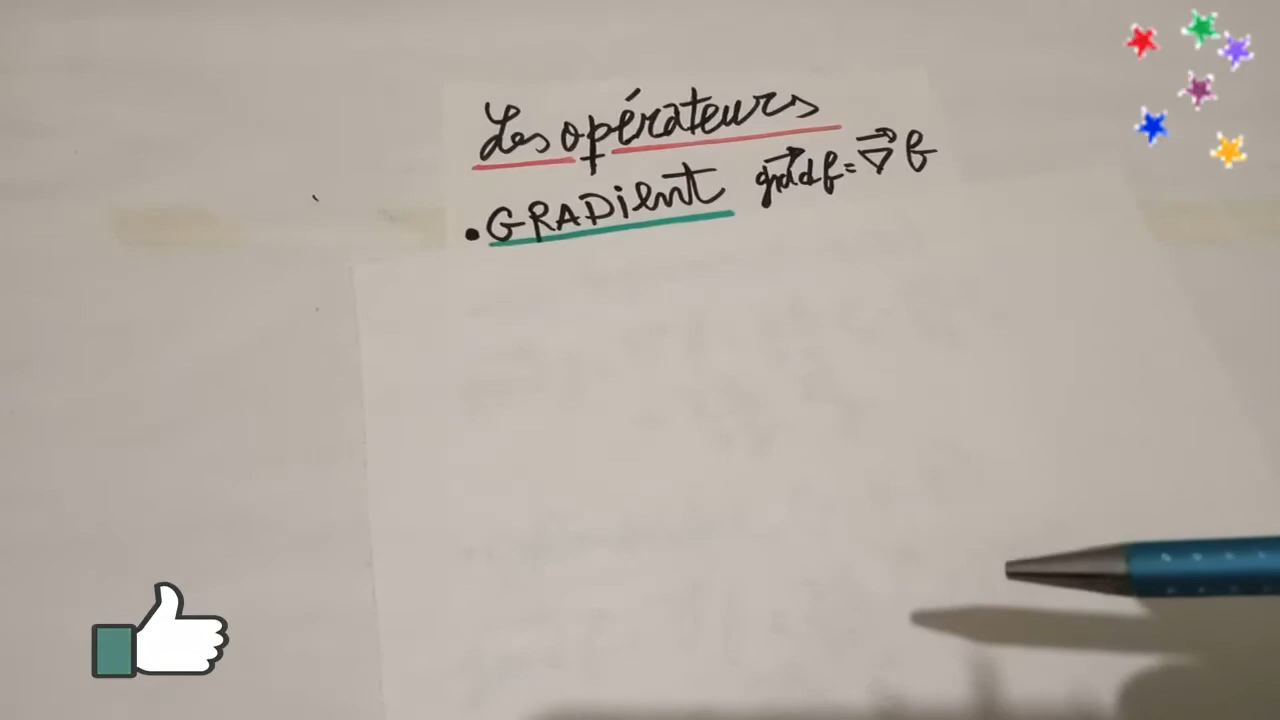 Les opérateurs
• GRADient grad f = ∇ f